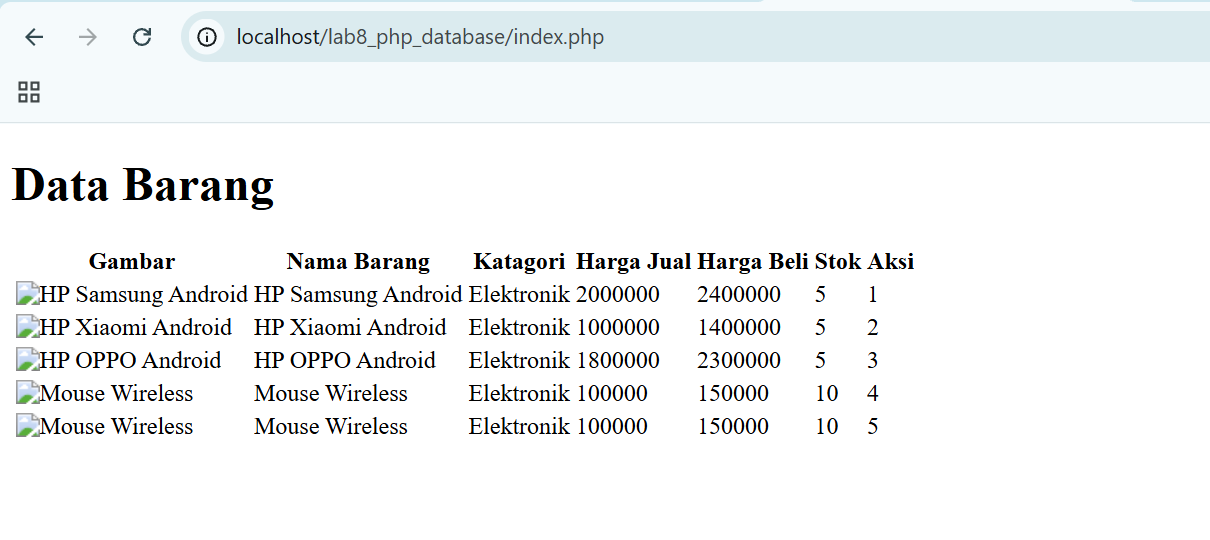 localhost/lab8_php_database/index.php
Data Barang
Gambar Nama Barang Katagori Harga Jual Harga Beli Stok Aksi
HP Samsung Android HP Samsung Android Elektronik 2000000 2400000 5 1
HP Xiaomi Android HP Xiaomi Android Elektronik 1000000 1400000 5 2
HP OPPO Android HP OPPO Android Elektronik 1800000 2300000 5 3
Mouse Wireless Mouse Wireless Elektronik 100000 150000 10 4
Mouse Wireless Mouse Wireless Elektronik 100000 150000 10 5